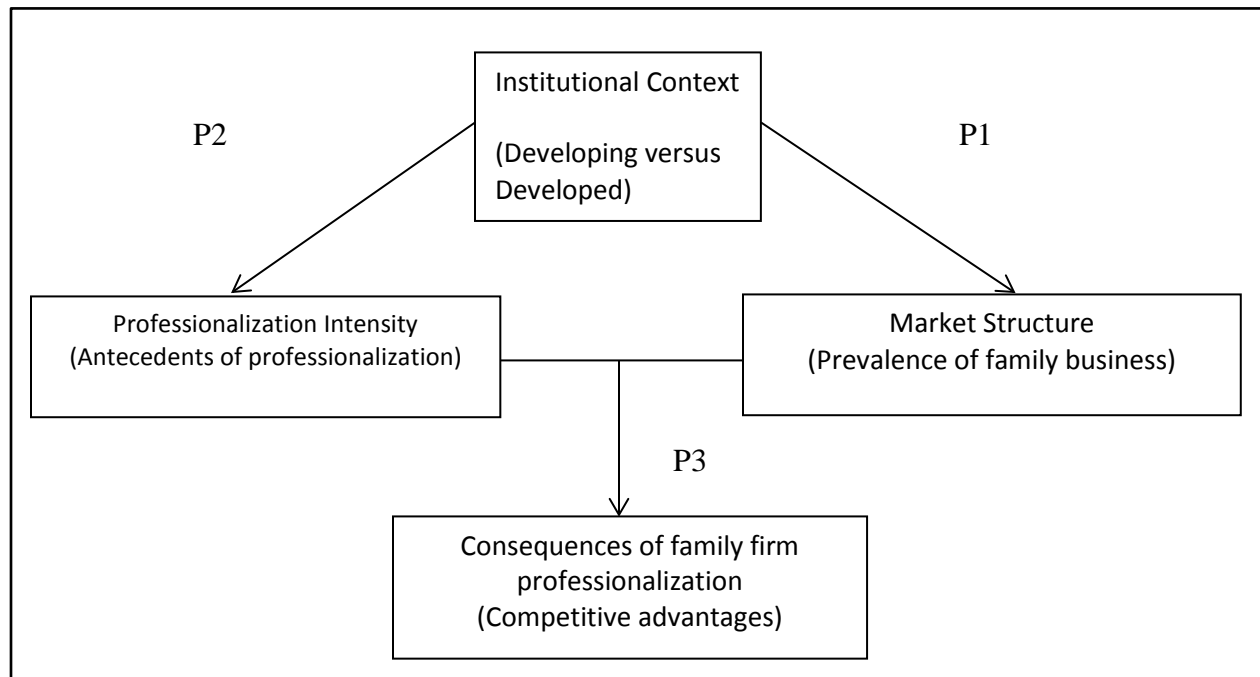 Institutional Context
(Developing versus
Developed)
P2
P1
Professionalization Intensity
(Antecedents of professionalization)
Market Structure
(Prevalence of family business)
P3
Consequences of family firm
professionalization
(Competitive advantages)